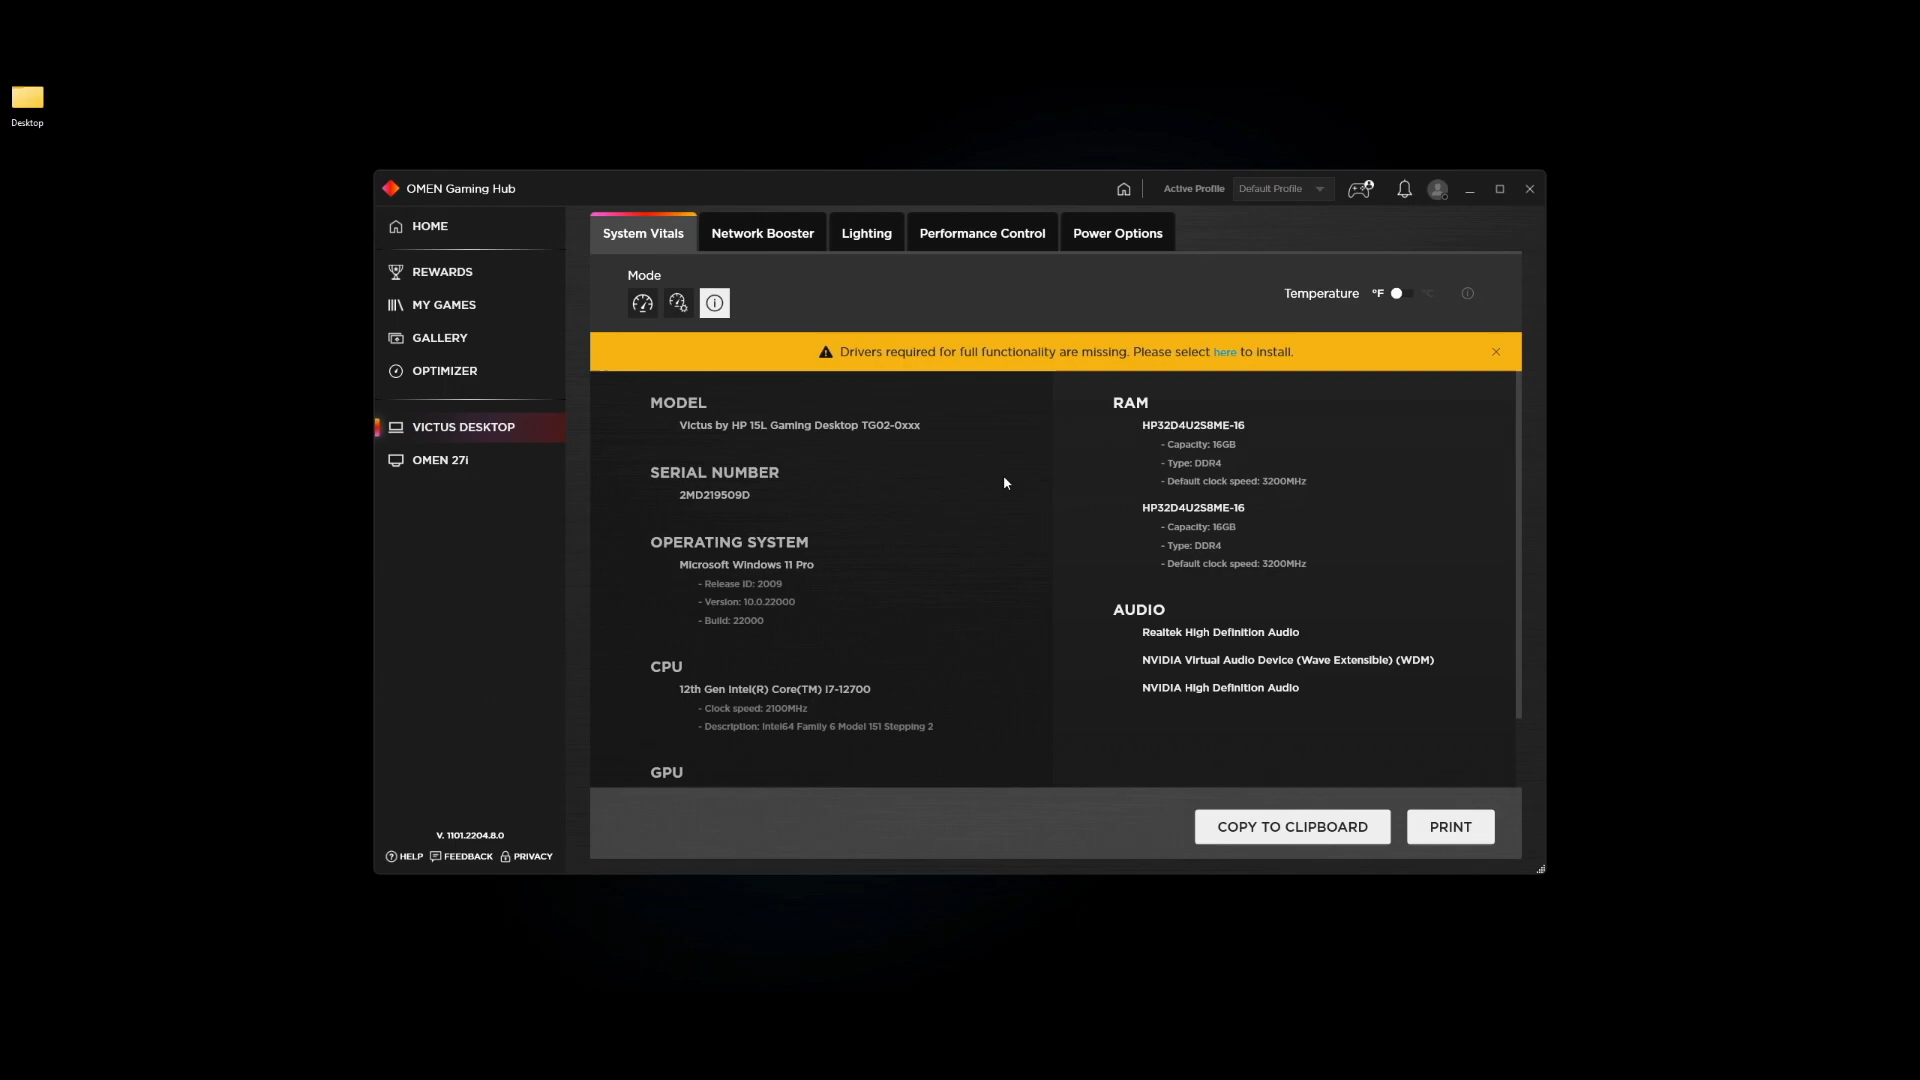 Desktop
OMEN Gaming Hub
Active Profile
Default Profile
HOME
REWARDS
MY GAMES
GALLERY
OPTIMIZER
VICTUS DESKTOP
OMEN 27i
V. 1101.2204.8.0
HELP
FEEDBACK
PRIVACY
System Vitals
Network Booster
Lighting
Performance Control
Power Options
Mode
Temperature
°F
°C
Drivers required for full functionality are missing. Please select here to install.
MODEL
Victus by HP 15L Gaming Desktop TG02-0xxx
SERIAL NUMBER
2MD219509D
OPERATING SYSTEM
Microsoft Windows 11 Pro
- Release ID: 2009
- Version: 10.0.22000
- Build: 22000
CPU
12th Gen Intel(R) Core(TM) i7-12700
- Clock speed: 2100MHz
- Description: Intel64 Family 6 Model 151 Stepping 2
GPU
RAM
HP32D4U2S8ME-16
- Capacity: 16GB
- Type: DDR4
- Default clock speed: 3200MHz
HP32D4U2S8ME-16
- Capacity: 16GB
- Type: DDR4
- Default clock speed: 3200MHz
AUDIO
Realtek High Definition Audio
NVIDIA Virtual Audio Device (Wave Extensible) (WDM)
NVIDIA High Definition Audio
COPY TO CLIPBOARD
PRINT